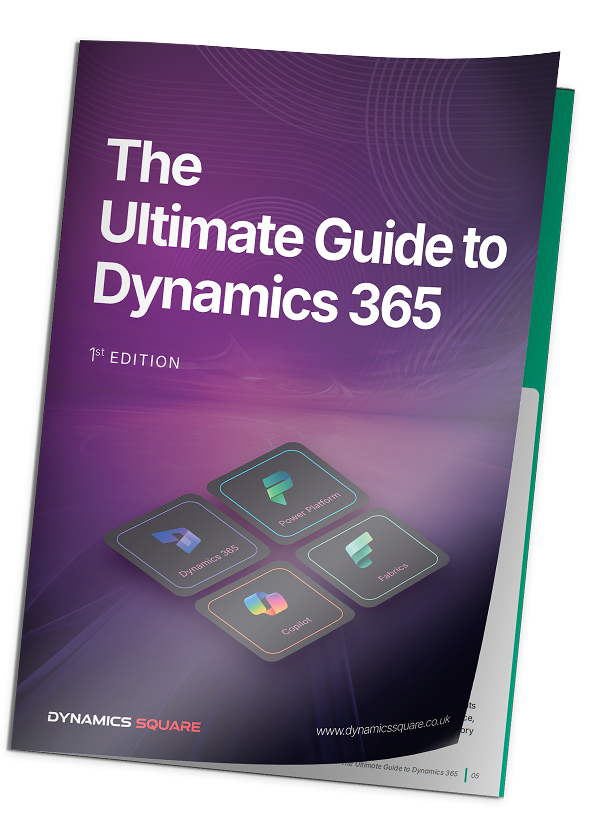 The
Ultimate Guide to
Dynamics 365
1st EDITION
Power Platform
Dynamics 365
Fabrics
Copilot
DYNAMICS SQUARE
www.dynamicssquare.co.uk
The Ultimate Guide to Dynamics 365 | 05